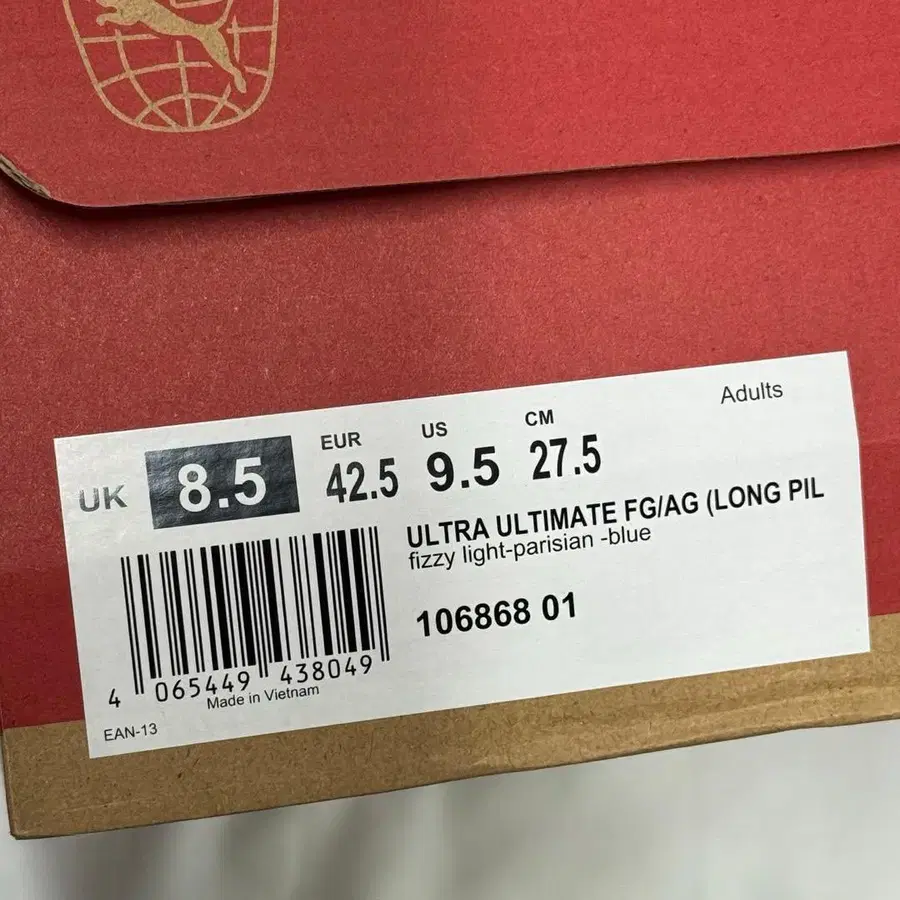 Adults
UK 8.5 EUR 42.5 US 9.5 CM 27.5
ULTRA ULTIMATE FG/AG (LONG PIL
fizzy light-parisian -blue
106868 01
4 065449 438049
Made in Vietnam
EAN-13